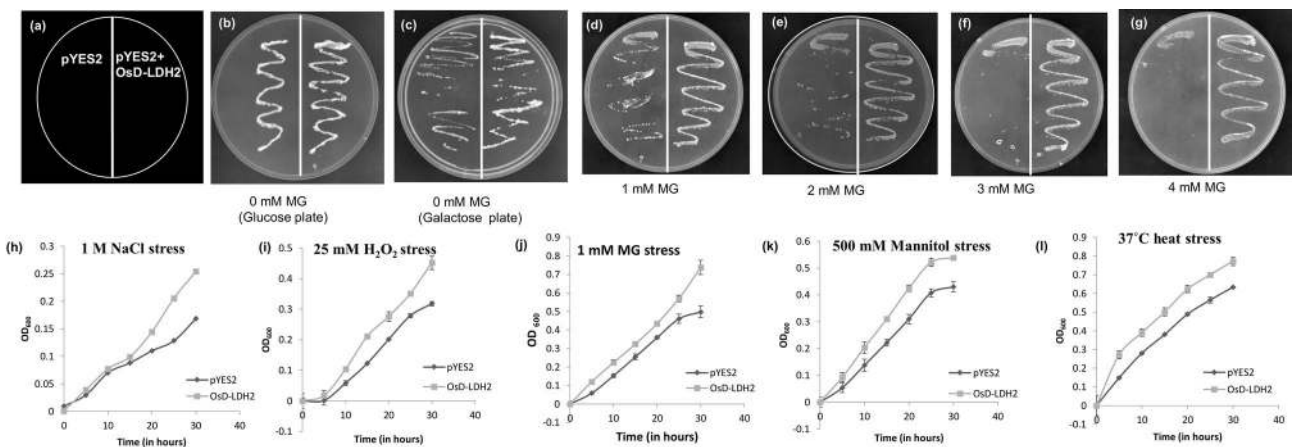 (a)
pYES2
pYES2+
OsD-LDH2
(b)
0 mM MG
(Glucose plate)
(c)
0 mM MG
(Galactose plate)
(d)
1 mM MG
(e)
2 mM MG
(f)
3 mM MG
(g)
4 mM MG
(h)
1 M NaCl stress
0.3
0.25
0.2
0.15
0.1
0.05
0
OD600
pYES2
OsD-LDH2
0 10 20 30 40
Time (in hours)
(i)
25 mM H2O2 stress
0.5
0.4
0.3
0.2
0.1
0
-0.1
OD600
pYES2
OsD-LDH2
10 20 30 40
Time (in hours)
(j)
1 mM MG stress
0.9
0.8
0.7
0.6
0.5
0.4
0.3
0.2
0.1
0
-0.1
OD 600
pYES2
OsD-LDH2
10 20 30 40
Time (in hours)
(k)
500 mM Mannitol stress
0.6
0.5
0.4
0.3
0.2
0.1
0
-0.1
OD600
pYES2
OsD-LDH2
10 20 30 40
Time (in hours)
(l)
37°C heat stress
0.9
0.8
0.7
0.6
0.5
0.4
0.3
0.2
0.1
0
-0.1
OD600
pYES2
OsD-LDH2
10 20 30 40
Time (in hours)